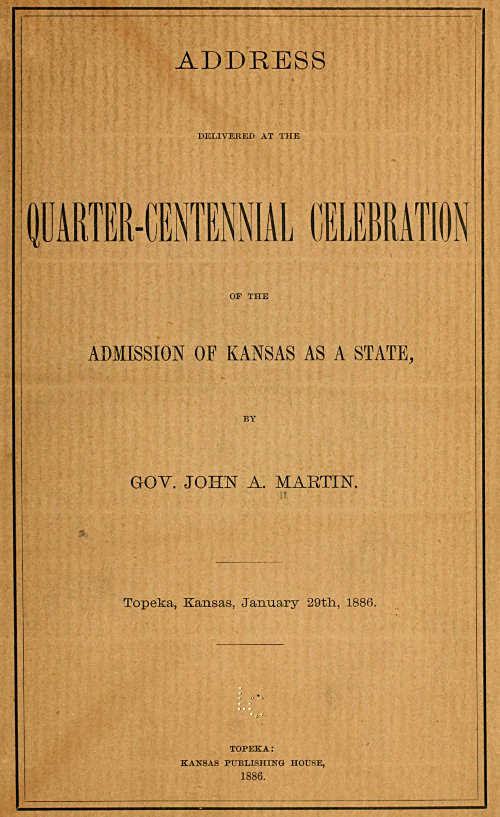 ADDRESS
DELIVERED AT THE
QUARTER-CENTENNIAL CELEBRATION
OF THE
ADMISSION OF KANSAS AS A STATE,
BY
GOV. JOHN A. MARTIN.
Topeka, Kansas, January 29th, 1886.
TOPEKA:
KANSAS PUBLISHING HOUSE,
1886.